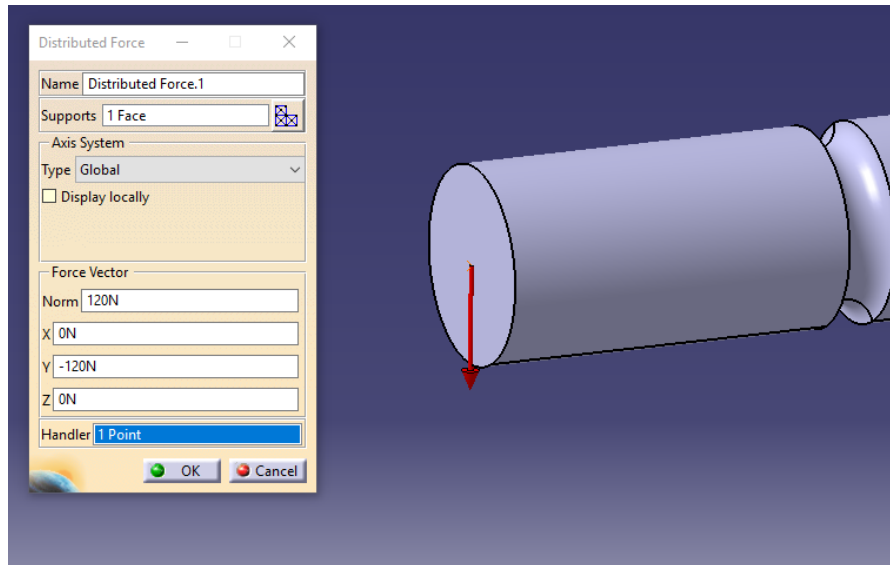 Distributed Force
Name Distributed Force.1
Supports 1 Face
Axis System
Type Global
Display locally
Force Vector
Norm 120N
X 0N
Y -120N
Z 0N
Handler 1 Point
OK Cancel